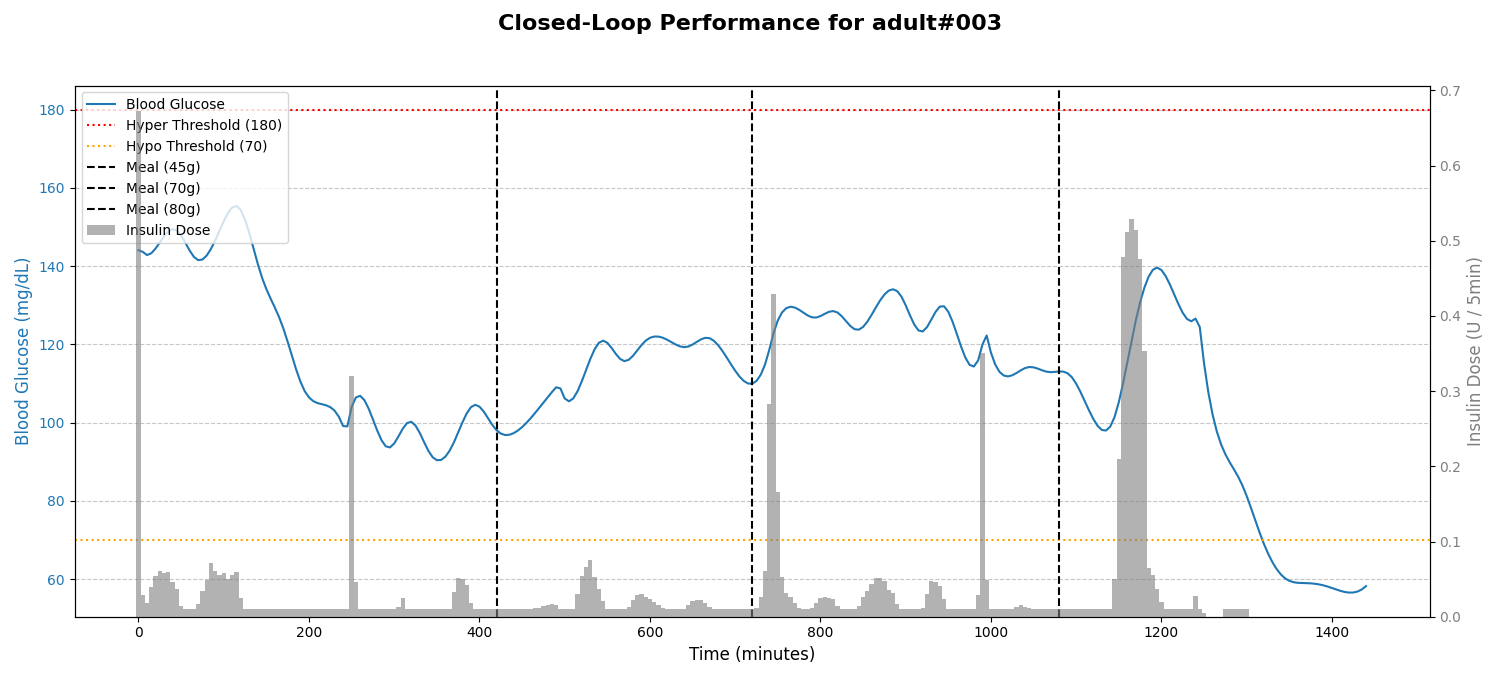 Closed-Loop Performance for adult#003
Blood Glucose
Hyper Threshold (180)
Hypo Threshold (70)
Meal (45g)
Meal (70g)
Meal (80g)
Insulin Dose
Blood Glucose (mg/dL)
180
160
140
120
100
80
60
0.7
0.6
0.5
0.4
0.3
0.2
0.1
0.0
Insulin Dose (U / 5min)
0 200 400 600 800 1000 1200 1400
Time (minutes)